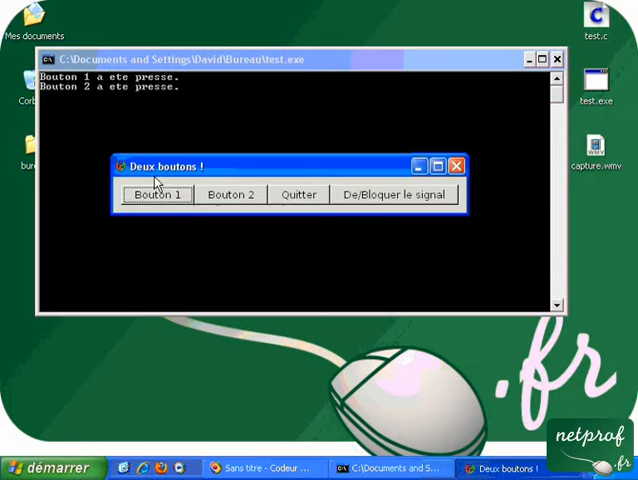 Mes documents
test.c
C:\Documents and Settings\David\Bureau\test.exe
Bouton 1 a ete presse.
Bouton 2 a ete presse.
Corb
test.exe
bure
capture.wmv
Deux boutons !
Bouton 1
Bouton 2
Quitter
De/Bloquer le signal
.fr
netprof
.fr
démarrer
Sans titre - Codeur ...
C:\Documents and S...
Deux boutons !